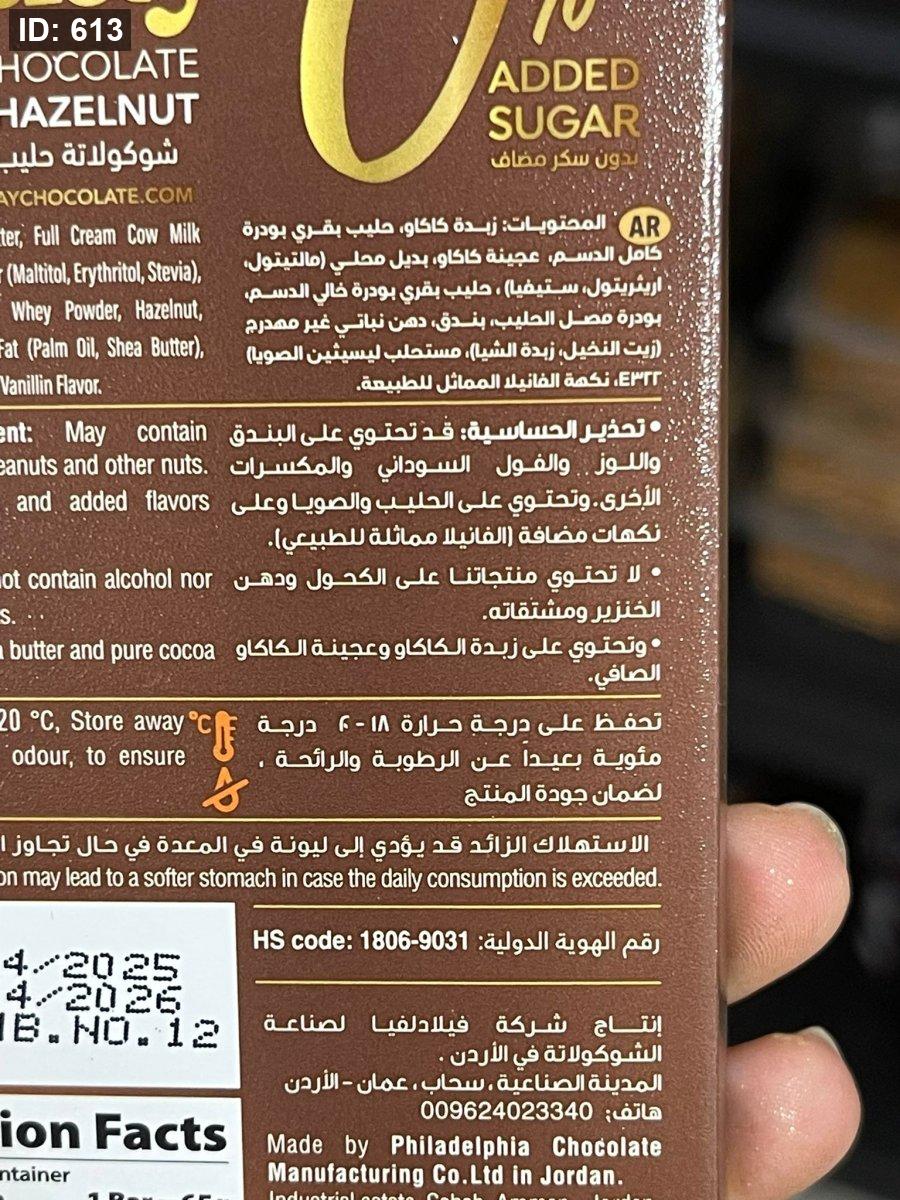 ID: 613
CHOCOLATE
HAZELNUT
شوكولاتة حليب
AYCHOCOLATE.COM
0%
ADDED
SUGAR
بدون سكر مضاف
Full Cream Cow Milk
(Maltitol, Erythritol, Stevia),
Whey Powder, Hazelnut,
Fat (Palm Oil, Shea Butter),
Vanillin Flavor.
AR المحتويات: زبدة كاكاو، حليب بقري بودرة
كامل الدسم، عجينة كاكاو، بديل محلي (مالتيتول،
اريثريتول، ستيفيا) ، حليب بقري بودرة خالي الدسم،
بودرة مصل الحليب، بندق، دهن نباتي غير مهدرج
(زيت النخيل، زبدة الشيا)، مستحلب ليسيثين الصويا
E٣٢٢، نكهة الفانيلا المماثل للطبيعة.
May contain
peanuts and other nuts.
and added flavors
• تحذير الحساسية: قد تحتوي على البندق
واللوز والفول السوداني والمكسرات
الأخرى. وتحتوي على الحليب والصويا وعلى
نكهات مضافة (الفانيلا مماثلة للطبيعي).
not contain alcohol nor
• لا تحتوي منتجاتنا على الكحول ودهن
الخنزير ومشتقاته.
butter and pure cocoa
• وتحتوي على زبدة الكاكاو وعجينة الكاكاو
الصافي.
20 °C, Store away
odour, to ensure
°C
تحفظ على درجة حرارة ١٨-٢٠ درجة
مئوية بعيداً عن الرطوبة والرائحة ،
لضمان جودة المنتج
الاستهلاك الزائد قد يؤدي إلى ليونة في المعدة في حال تجاوز
may lead to a softer stomach in case the daily consumption is exceeded.
4/2025
4/2026
B.NO.12
رقم الهوية الدولية: HS code: 1806-9031
إنتاج شركة فيلادلفيا لصناعة
الشوكولاتة في الأردن .
المدينة الصناعية ، سحاب ، عمان - الأردن
هاتف: 009624023340
Made by Philadelphia Chocolate
Manufacturing Co.Ltd in Jordan.
Facts